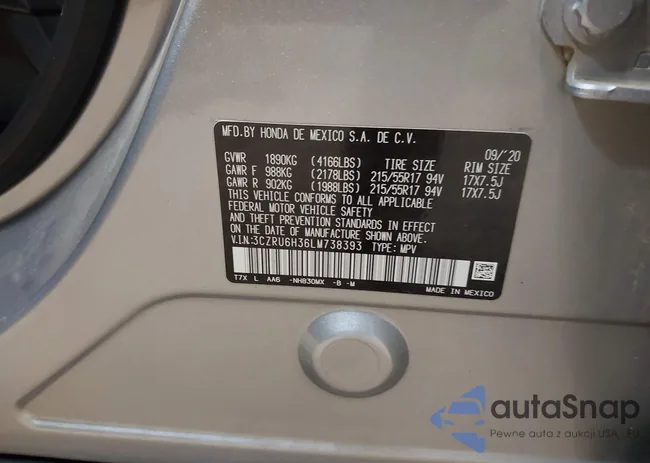 MFD.BY HONDA DE MEXICO S.A. DE C.V.
09/'20
GVWR 1890KG (4166LBS) TIRE SIZE RIM SIZE
GAWR F 988KG (2178LBS) 215/55R17 94V 17X7.5J
GAWR R 902KG (1988LBS) 215/55R17 94V 17X7.5J
THIS VEHICLE CONFORMS TO ALL APPLICABLE
FEDERAL MOTOR VEHICLE SAFETY
AND THEFT PREVENTION STANDARDS IN EFFECT
ON THE DATE OF MANUFACTURE SHOWN ABOVE.
V.I.N:3CZRU6H36LM738393 TYPE: MPV
T7X L AA6 -NH830MX -B -M MADE IN MEXICO
autaSnap
Pewne auta z aukcji USA, EU